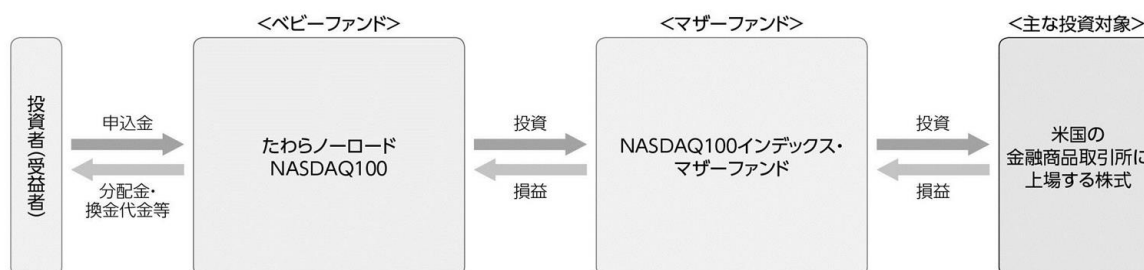 <ベビーファンド>
<マザーファンド>
<主な投資対象>
投資者(受益者)
申込金
分配金・
換金代金等
たわらノーロード
NASDAQ100
投資
損益
NASDAQ100インデックス・
マザーファンド
投資
損益
米国の
金融商品取引所に
上場する株式